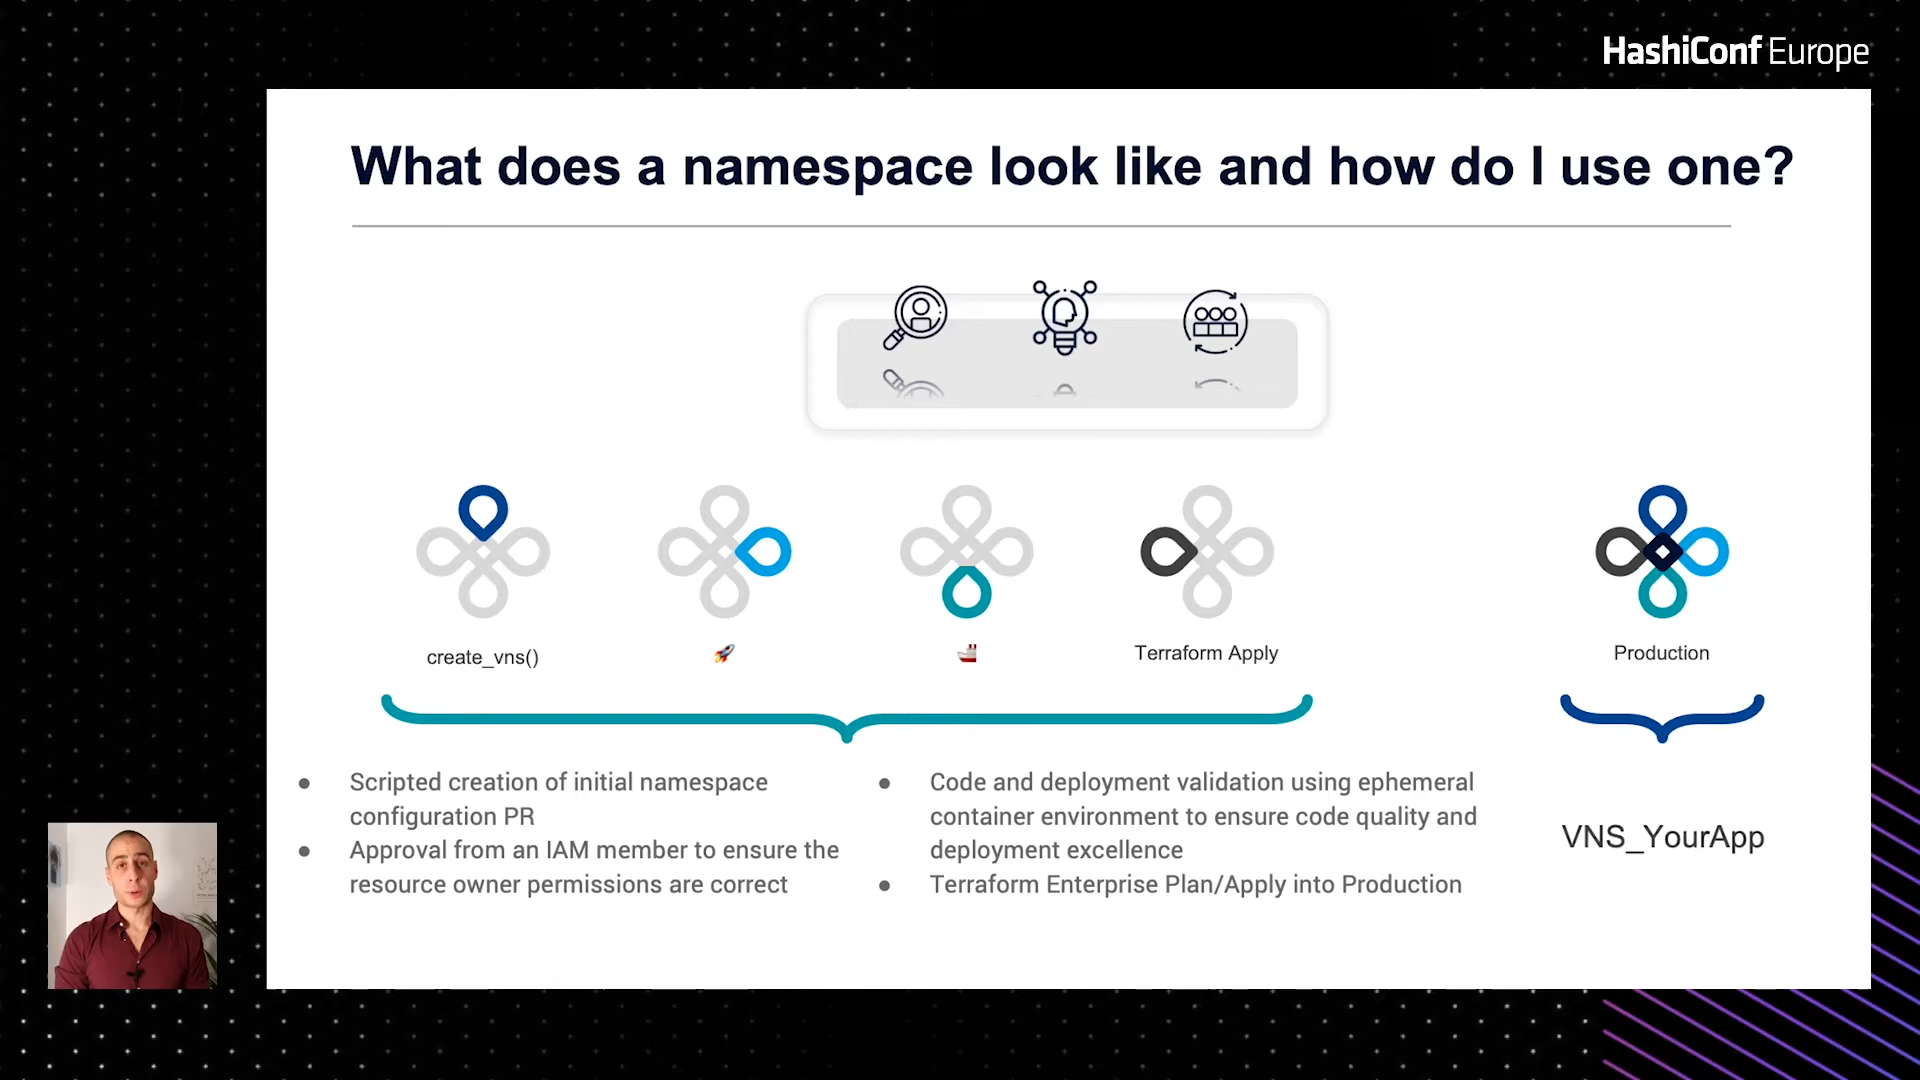 HashiConf Europe
What does a namespace look like and how do I use one?
create_vns()
🚀
🚢
Terraform Apply
Production
● Scripted creation of initial namespace
configuration PR
● Approval from an IAM member to ensure the
resource owner permissions are correct
● Code and deployment validation using ephemeral
container environment to ensure code quality and
deployment excellence
● Terraform Enterprise Plan/Apply into Production
VNS_YourApp